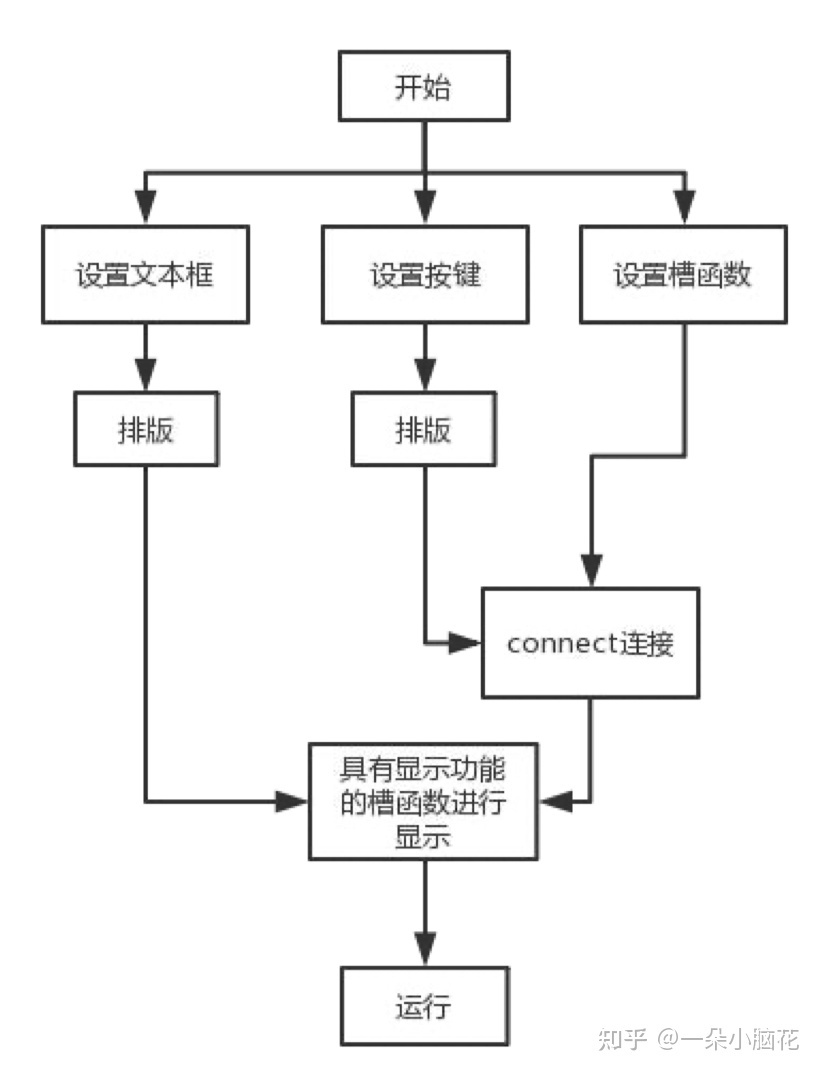 开始
设置文本框
设置按键
设置槽函数
排版
排版
connect连接
具有显示功能
的槽函数进行
显示
运行
知乎 @一朵小脑花